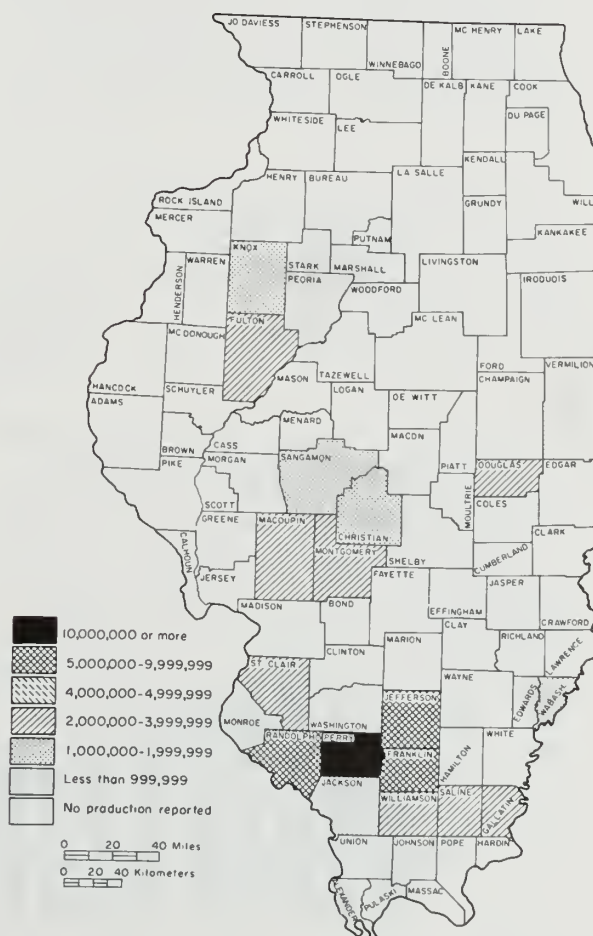 JO DAVIESS
STEPHENSON
WINNEBAGO
BOONE
MC HENRY
LAKE
CARROLL
OGLE
DE KALB
KANE
COOK
DU PAGE
WHITESIDE
LEE
KENDALL
LA SALLE
WILL
ROCK ISLAND
HENRY
BUREAU
GRUNDY
MERCER
PUTNAM
KANKAKEE
KNOX
STARK
MARSHALL
LIVINGSTON
WARREN
HENDERSON
PEORIA
WOODFORD
IROQUOIS
FULTON
MC LEAN
MC DONOUGH
MASON
TAZEWELL
FORD
VERMILION
HANCOCK
SCHUYLER
LOGAN
CHAMPAIGN
ADAMS
DE WITT
MENARD
MACON
BROWN
CASS
PIATT
PIKE
MORGAN
SANGAMON
DOUGLAS
EDGAR
MOULTRIE
SCOTT
COLES
GREENE
MACOUPIN
CHRISTIAN
CALHOUN
MONTGOMERY
SHELBY
CLARK
CUMBERLAND
JERSEY
FAYETTE
JASPER
MADISON
BOND
EFFINGHAM
CLAY
CRAWFORD
CLINTON
MARION
RICHLAND
LAWRENCE
ST CLAIR
WAYNE
EDWARDS
WABASH
MONROE
WASHINGTON
JEFFERSON
RANDOLPH
PERRY
WHITE
FRANKLIN
HAMILTON
JACKSON
WILLIAMSON
SALINE
GALLATIN
UNION
JOHNSON
POPE
HARDIN
ALEXANDER
PULASKI
MASSAC
10,000,000 or more
5,000,000-9,999,999
4,000,000-4,999,999
2,000,000-3,999,999
1,000,000-1,999,999
Less than 999,999
No production reported
0 20 40 Miles
0 20 40 Kilometers